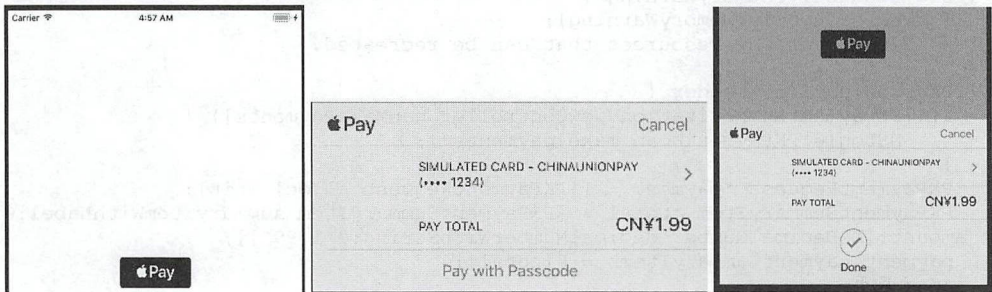 Carrier 4:57 AM
Pay
Pay Cancel
SIMULATED CARD - CHINAUNIONPAY
(•••• 1234)
PAY TOTAL CN¥1.99
Pay with Passcode
Pay
Pay Cancel
SIMULATED CARD - CHINAUNIONPAY
(•••• 1234)
PAY TOTAL CN¥1.99
Done